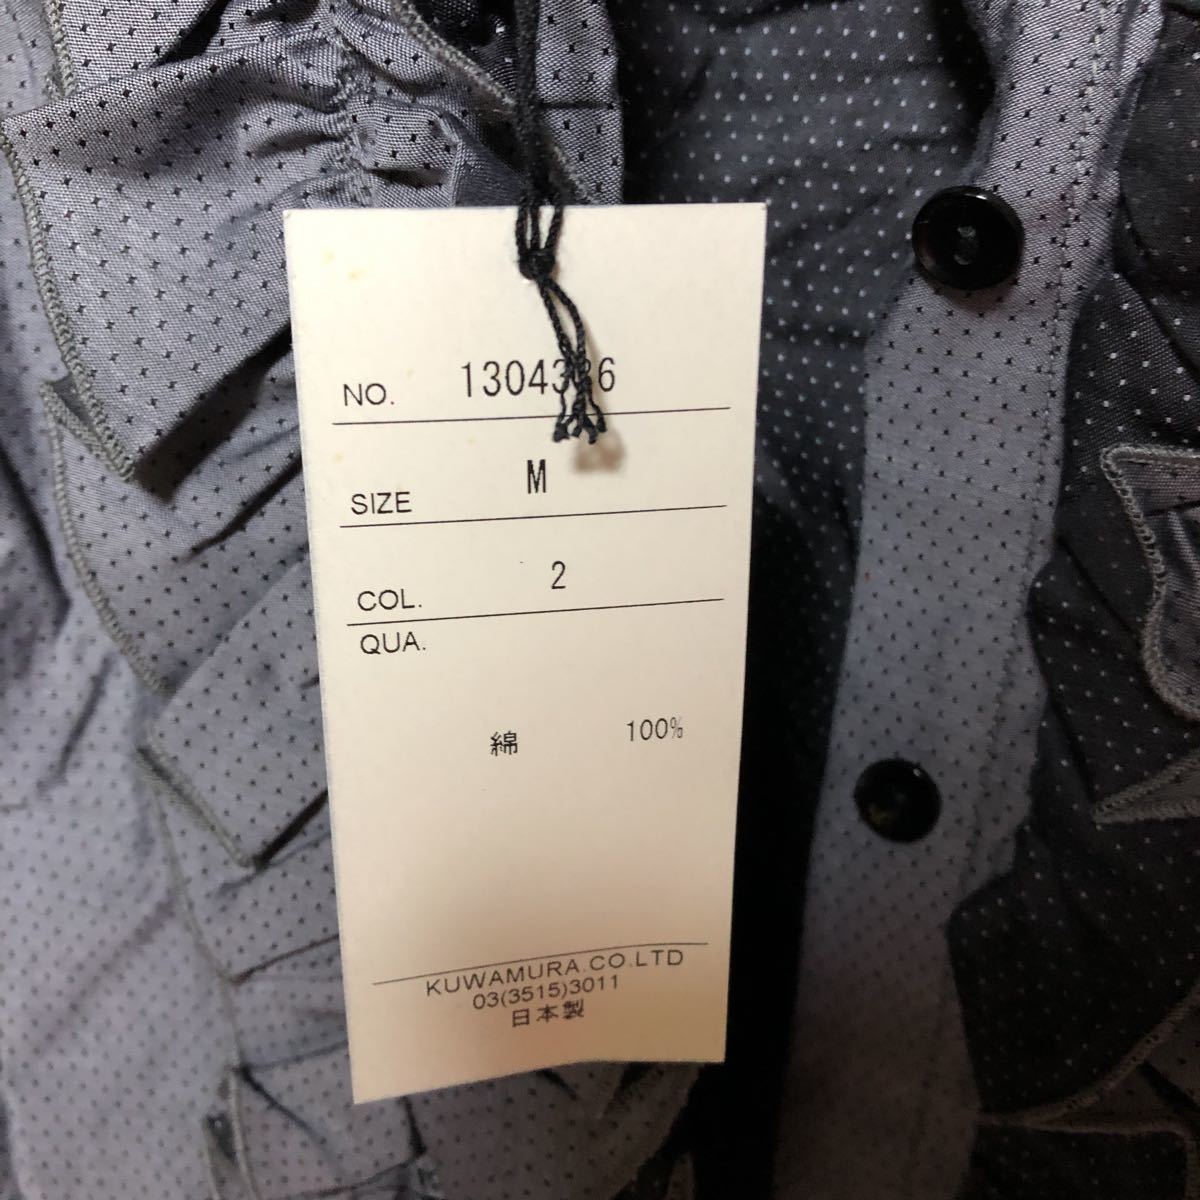 NO.
SIZE M
COL. 2
QUA.
綿 100%
KUWAMURA.CO.LTD
03(3515)3011
日本製